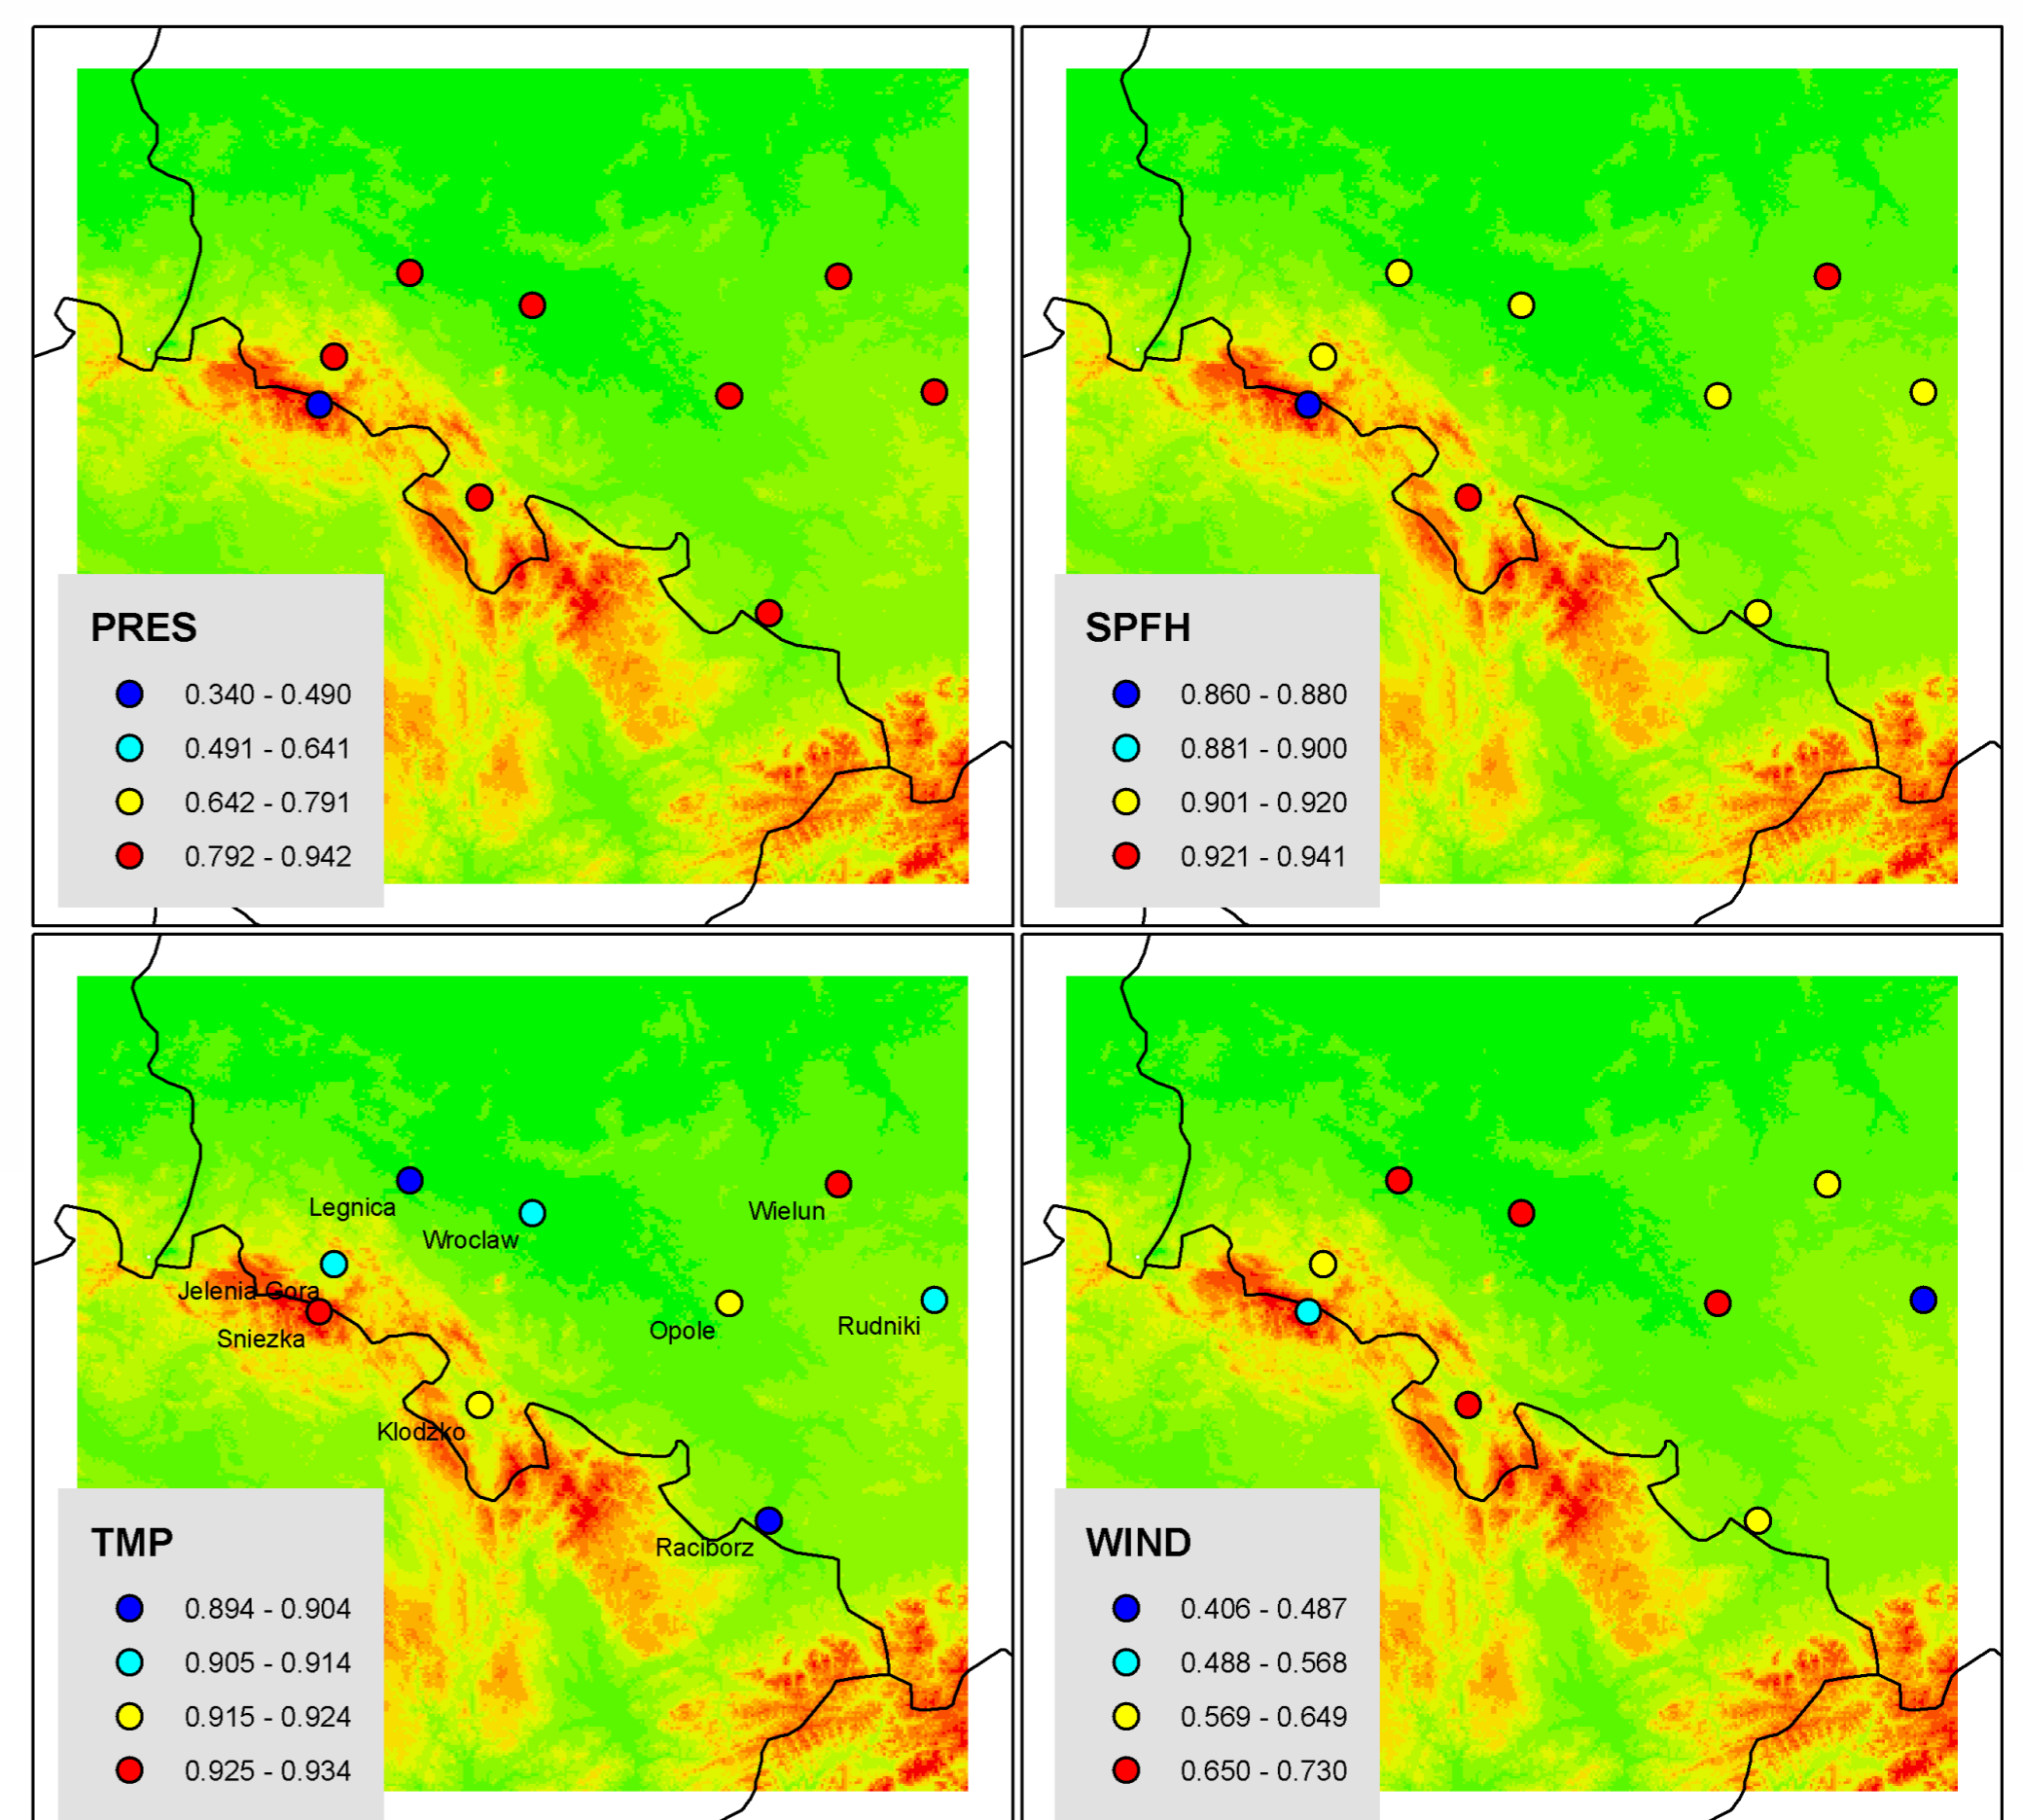 PRES
0.340 - 0.490
0.491 - 0.641
0.642 - 0.791
0.792 - 0.942
SPFH
0.860 - 0.880
0.881 - 0.900
0.901 - 0.920
0.921 - 0.941
Legnica
Wroclaw
Wielun
Jelenia Gora
Sniezka
Opole
Rudniki
Klodzko
Raciborz
TMP
0.894 - 0.904
0.905 - 0.914
0.915 - 0.924
0.925 - 0.934
WIND
0.406 - 0.487
0.488 - 0.568
0.569 - 0.649
0.650 - 0.730